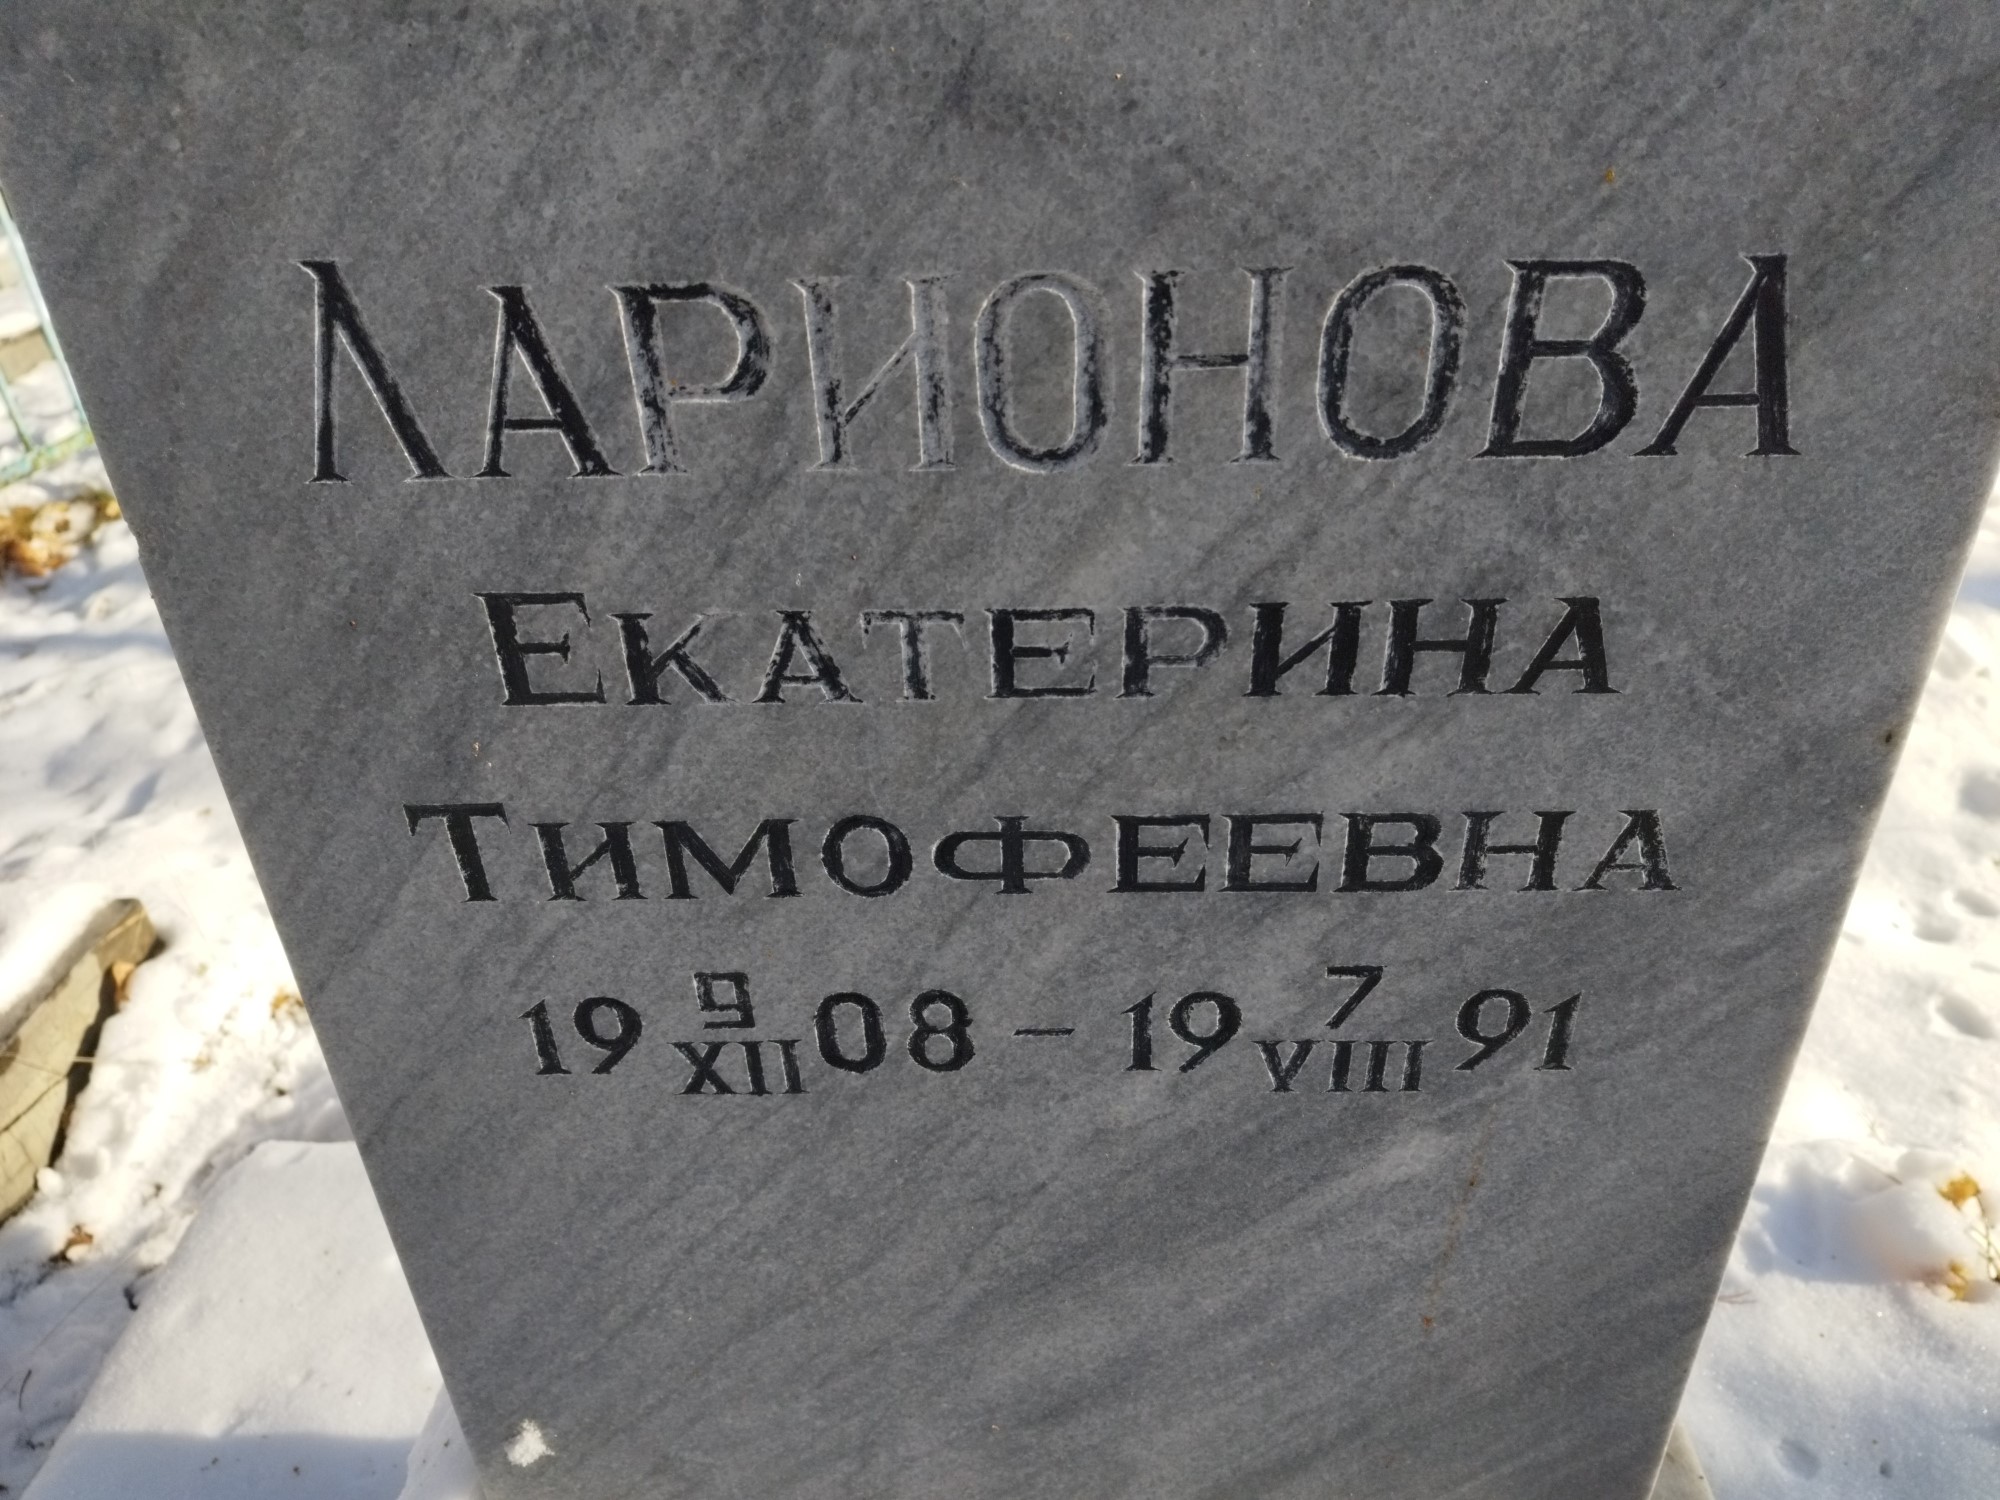 ЛАРИОНОВА
ЕКАТЕРИНА
ТИМОФЕЕВНА
19 9/XII 08 – 19 7/VIII 91